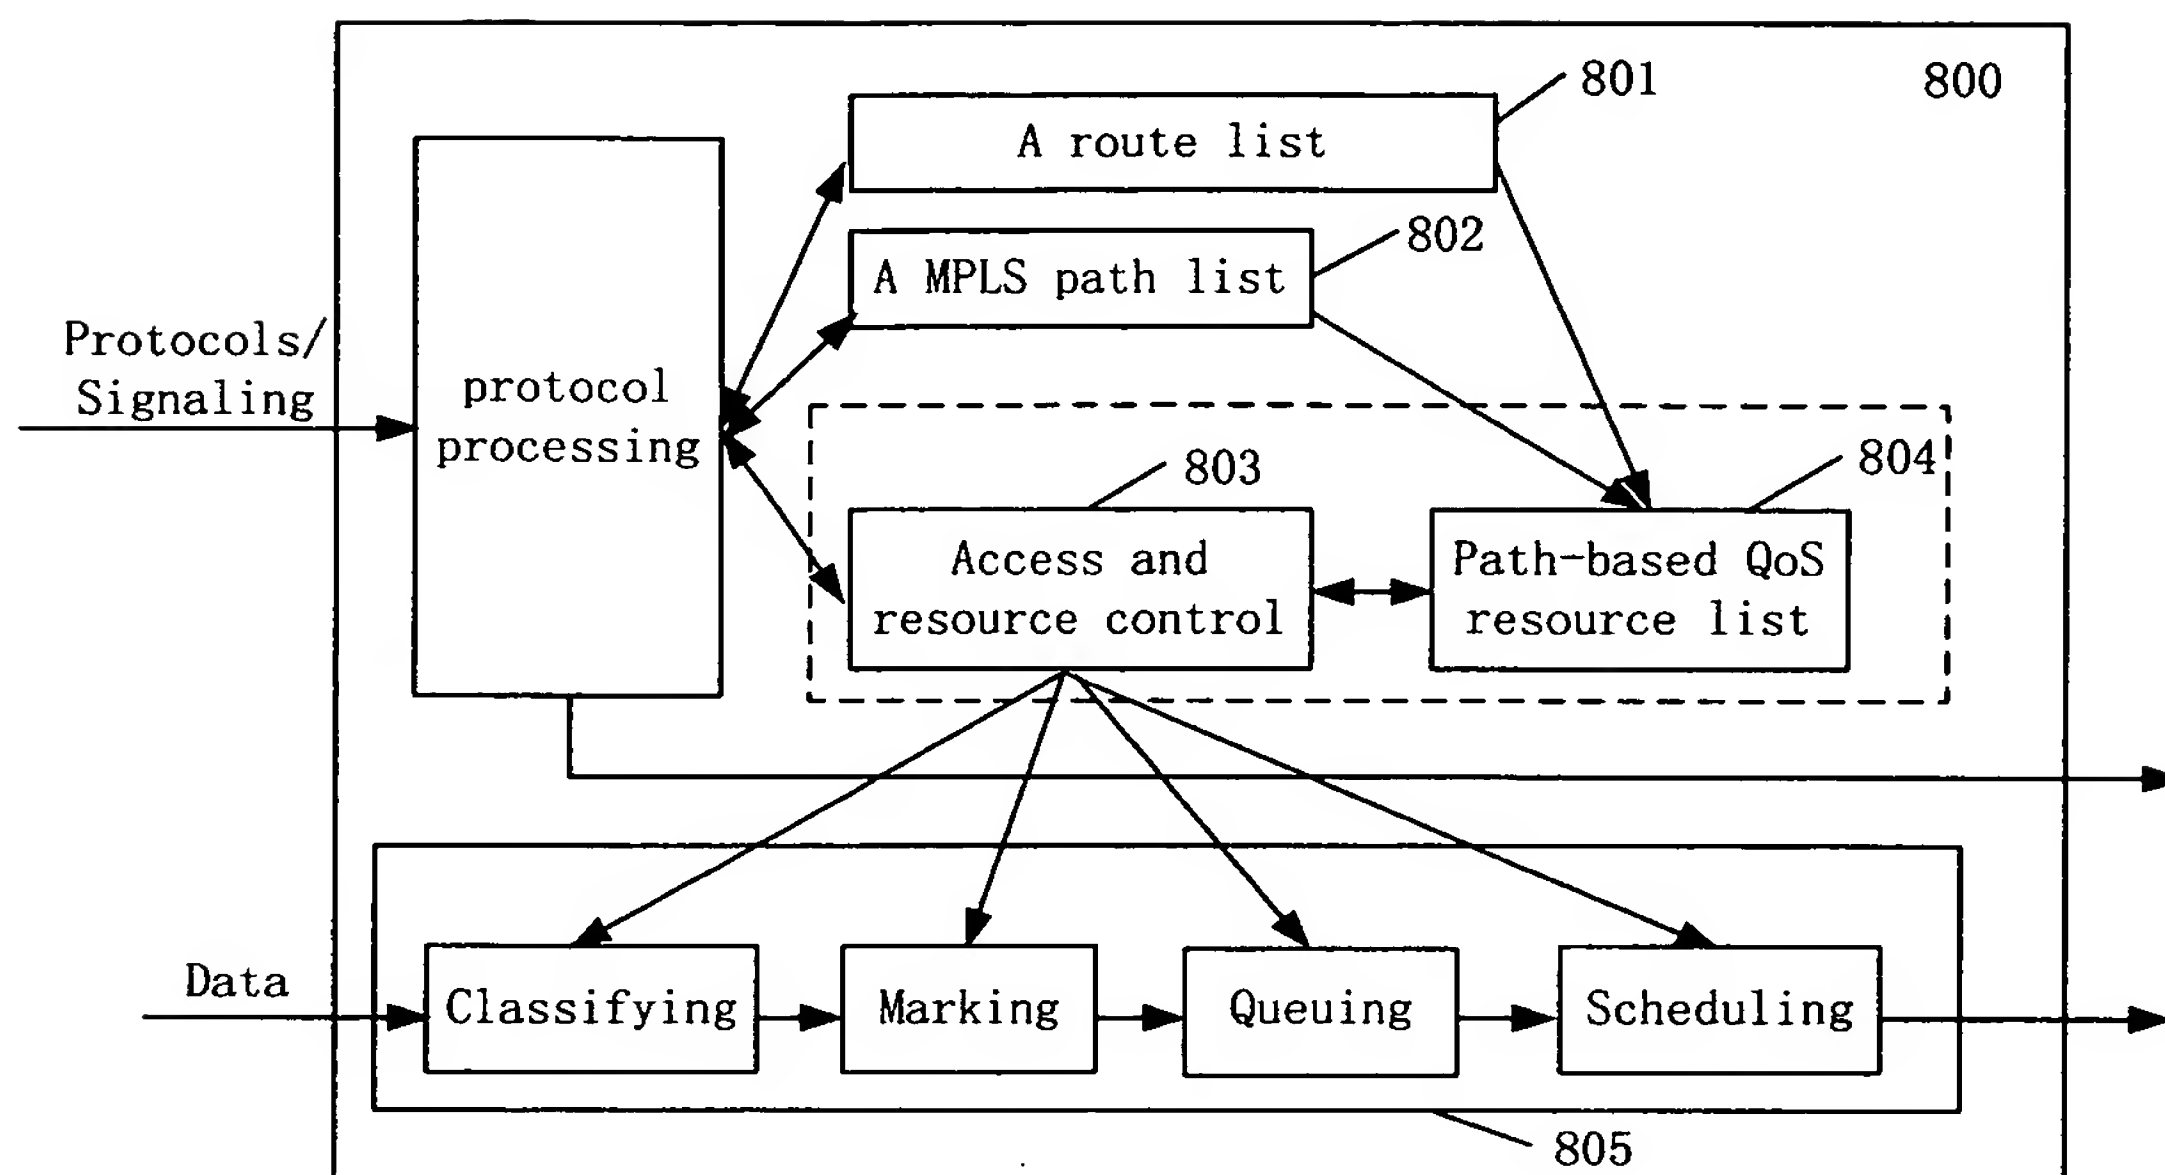 801
800
A route list
802
A MPLS path list
Protocols/
Signaling
protocol
processing
803
804
Access and
resource control
Path-based QoS
resource list
Data
Classifying
Marking
Queuing
Scheduling
805